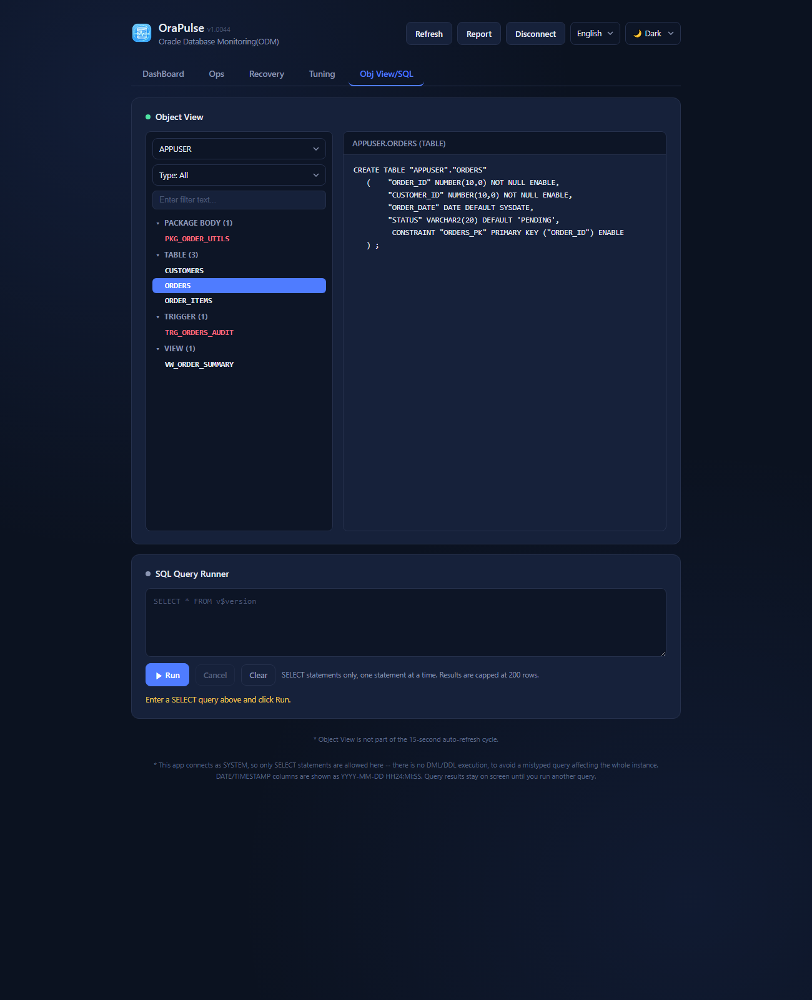 OraPulse v1.0044
Oracle Database Monitoring(ODM)
Refresh
Report
Disconnect
English
Dark
DashBoard
Ops
Recovery
Tuning
Obj View/SQL
Object View
APPUSER
Type: All
Enter filter text...
PACKAGE BODY (1)
PKG_ORDER_UTILS
TABLE (3)
CUSTOMERS
ORDERS
ORDER_ITEMS
TRIGGER (1)
TRG_ORDERS_AUDIT
VIEW (1)
VW_ORDER_SUMMARY
APPUSER.ORDERS (TABLE)
CREATE TABLE "APPUSER"."ORDERS"
(    "ORDER_ID" NUMBER(10,0) NOT NULL ENABLE,
"CUSTOMER_ID" NUMBER(10,0) NOT NULL ENABLE,
"ORDER_DATE" DATE DEFAULT SYSDATE,
"STATUS" VARCHAR2(20) DEFAULT 'PENDING',
CONSTRAINT "ORDERS_PK" PRIMARY KEY ("ORDER_ID") ENABLE
) ;
SQL Query Runner
SELECT * FROM v$version
Run
Cancel
Clear
SELECT statements only, one statement at a time. Results are capped at 200 rows.
Enter a SELECT query above and click Run.
* Object View is not part of the 15-second auto-refresh cycle.
* This app connects as SYSTEM, so only SELECT statements are allowed here -- there is no DML/DDL execution, to avoid a mistyped query affecting the whole instance.
DATE/TIMESTAMP columns are shown as YYYY-MM-DD HH24:MI:SS. Query results stay on screen until you run another query.